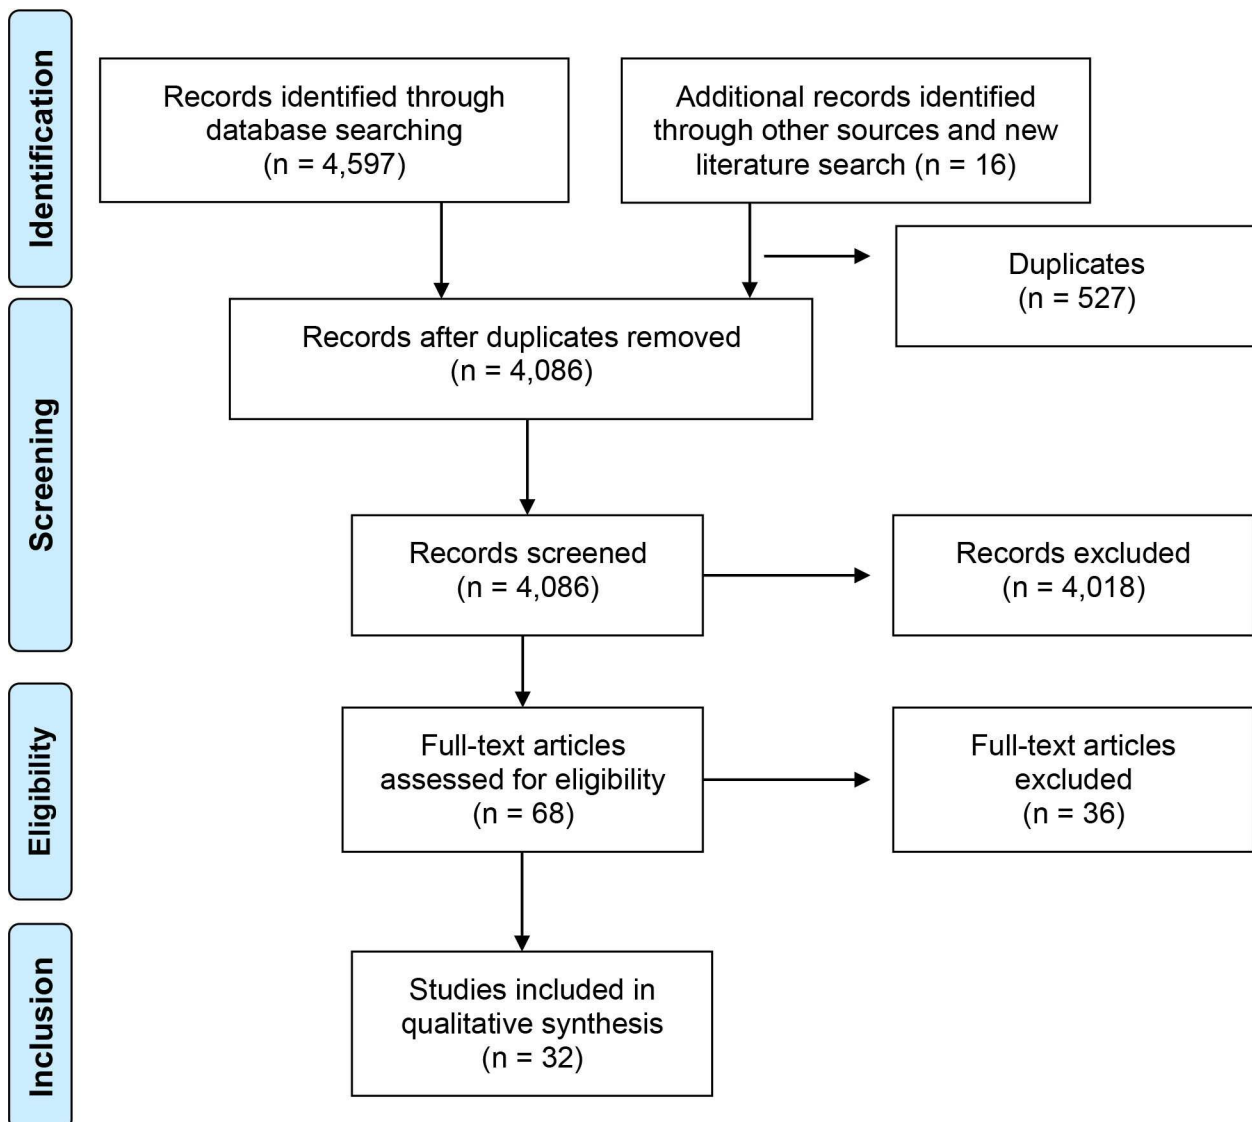 Identification
Records identified through
database searching
(n = 4,597)
Additional records identified
through other sources and new
literature search (n = 16)
Duplicates
(n = 527)
Screening
Records after duplicates removed
(n = 4,086)
Records screened
(n = 4,086)
Records excluded
(n = 4,018)
Eligibility
Full-text articles
assessed for eligibility
(n = 68)
Full-text articles
excluded
(n = 36)
Inclusion
Studies included in
qualitative synthesis
(n = 32)